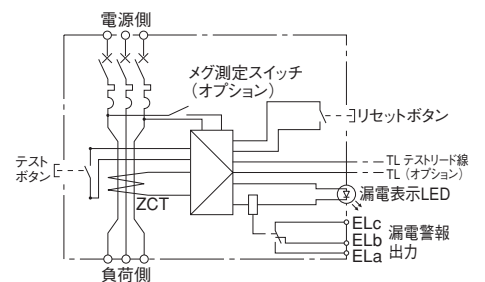 電源側
メグ測定スイッチ
（オプション）
リセットボタン
テスト
ボタン
TL テストリード線
TL（オプション）
漏電表示LED
ZCT
ELc
ELb
ELa
漏電警報
出力
負荷側